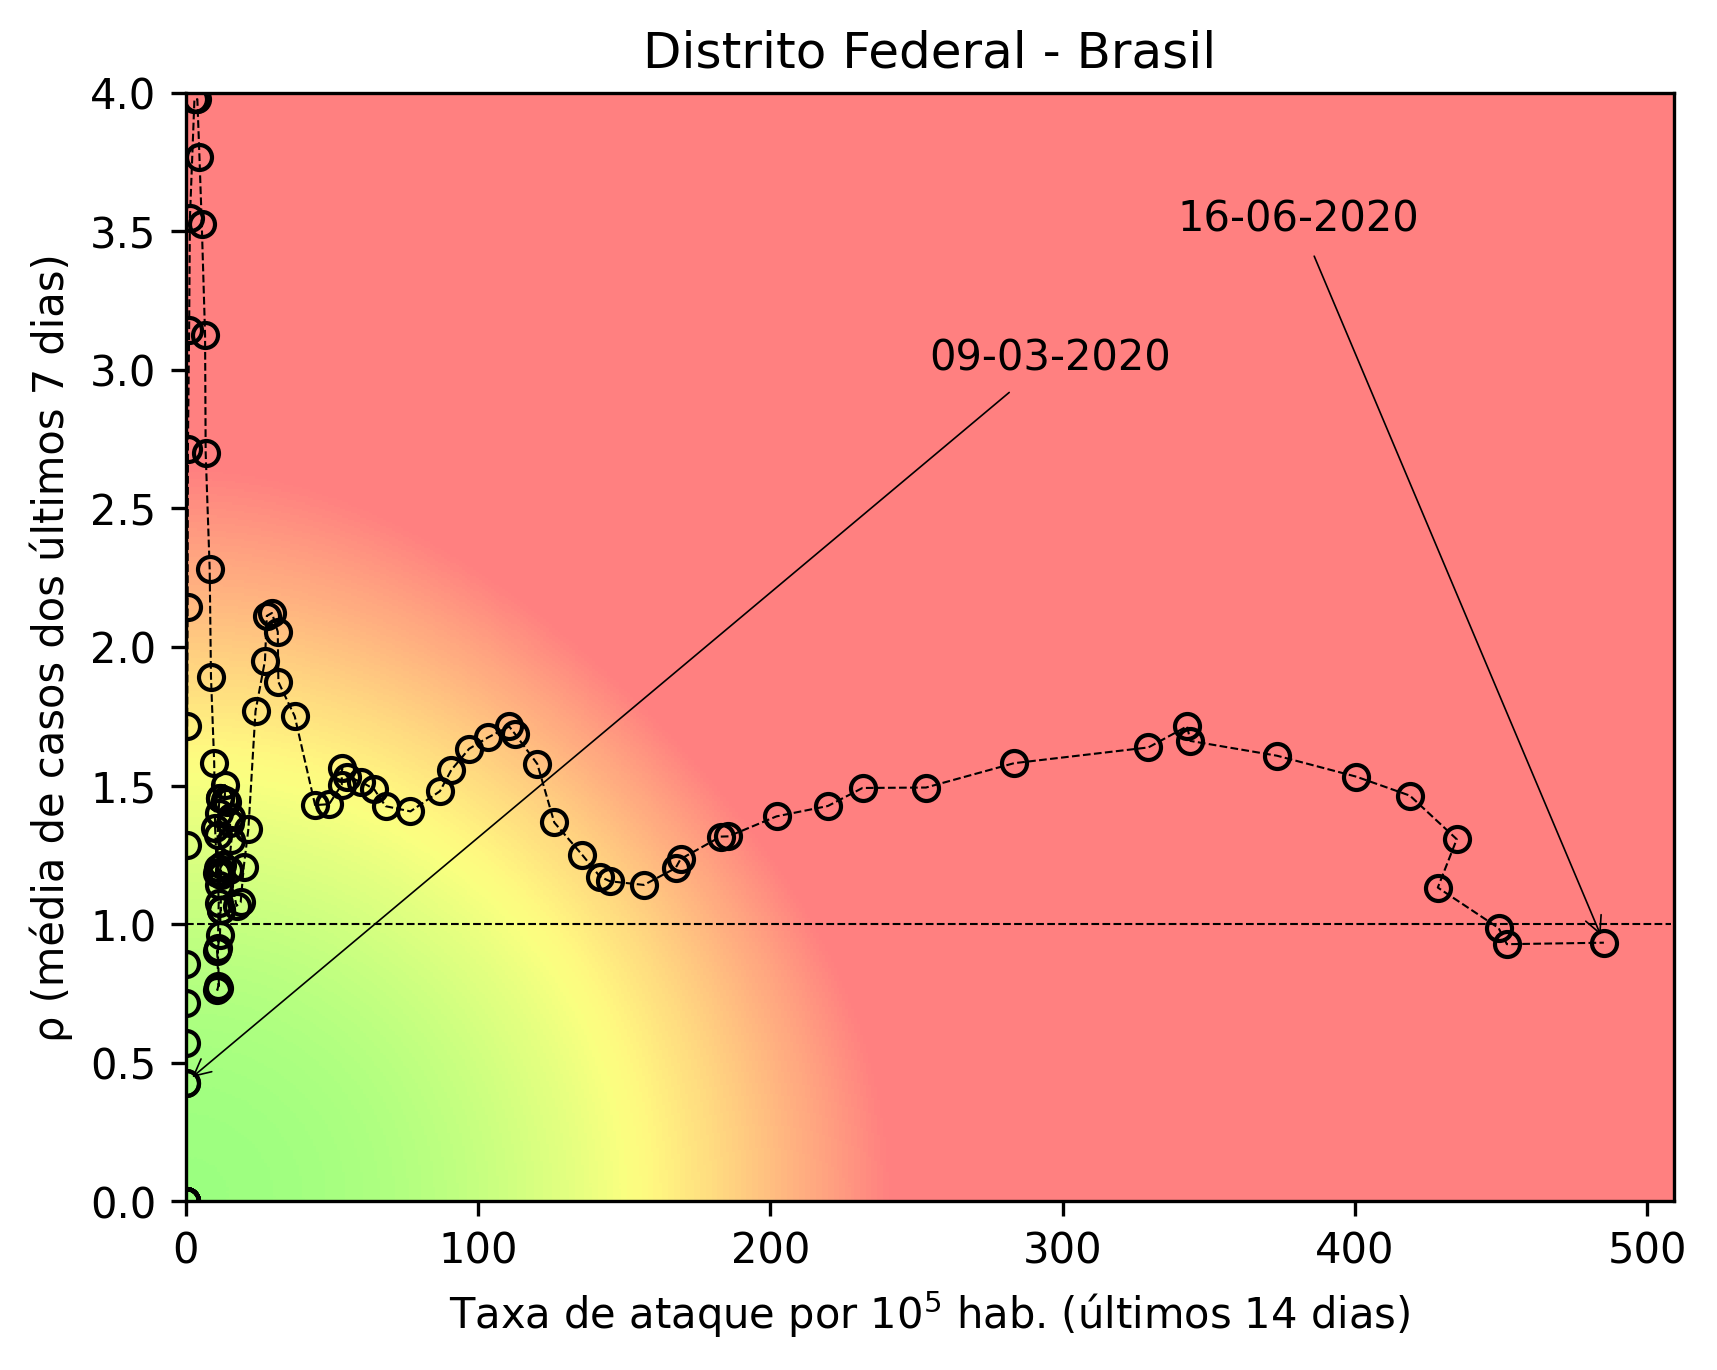 Distrito Federal - Brasil
4.0
3.5
3.0
2.5
2.0
1.5
1.0
0.5
0.0
ρ (média de casos dos últimos 7 dias)
16-06-2020
09-03-2020
0 100 200 300 400 500
Taxa de ataque por 10⁵ hab. (últimos 14 dias)